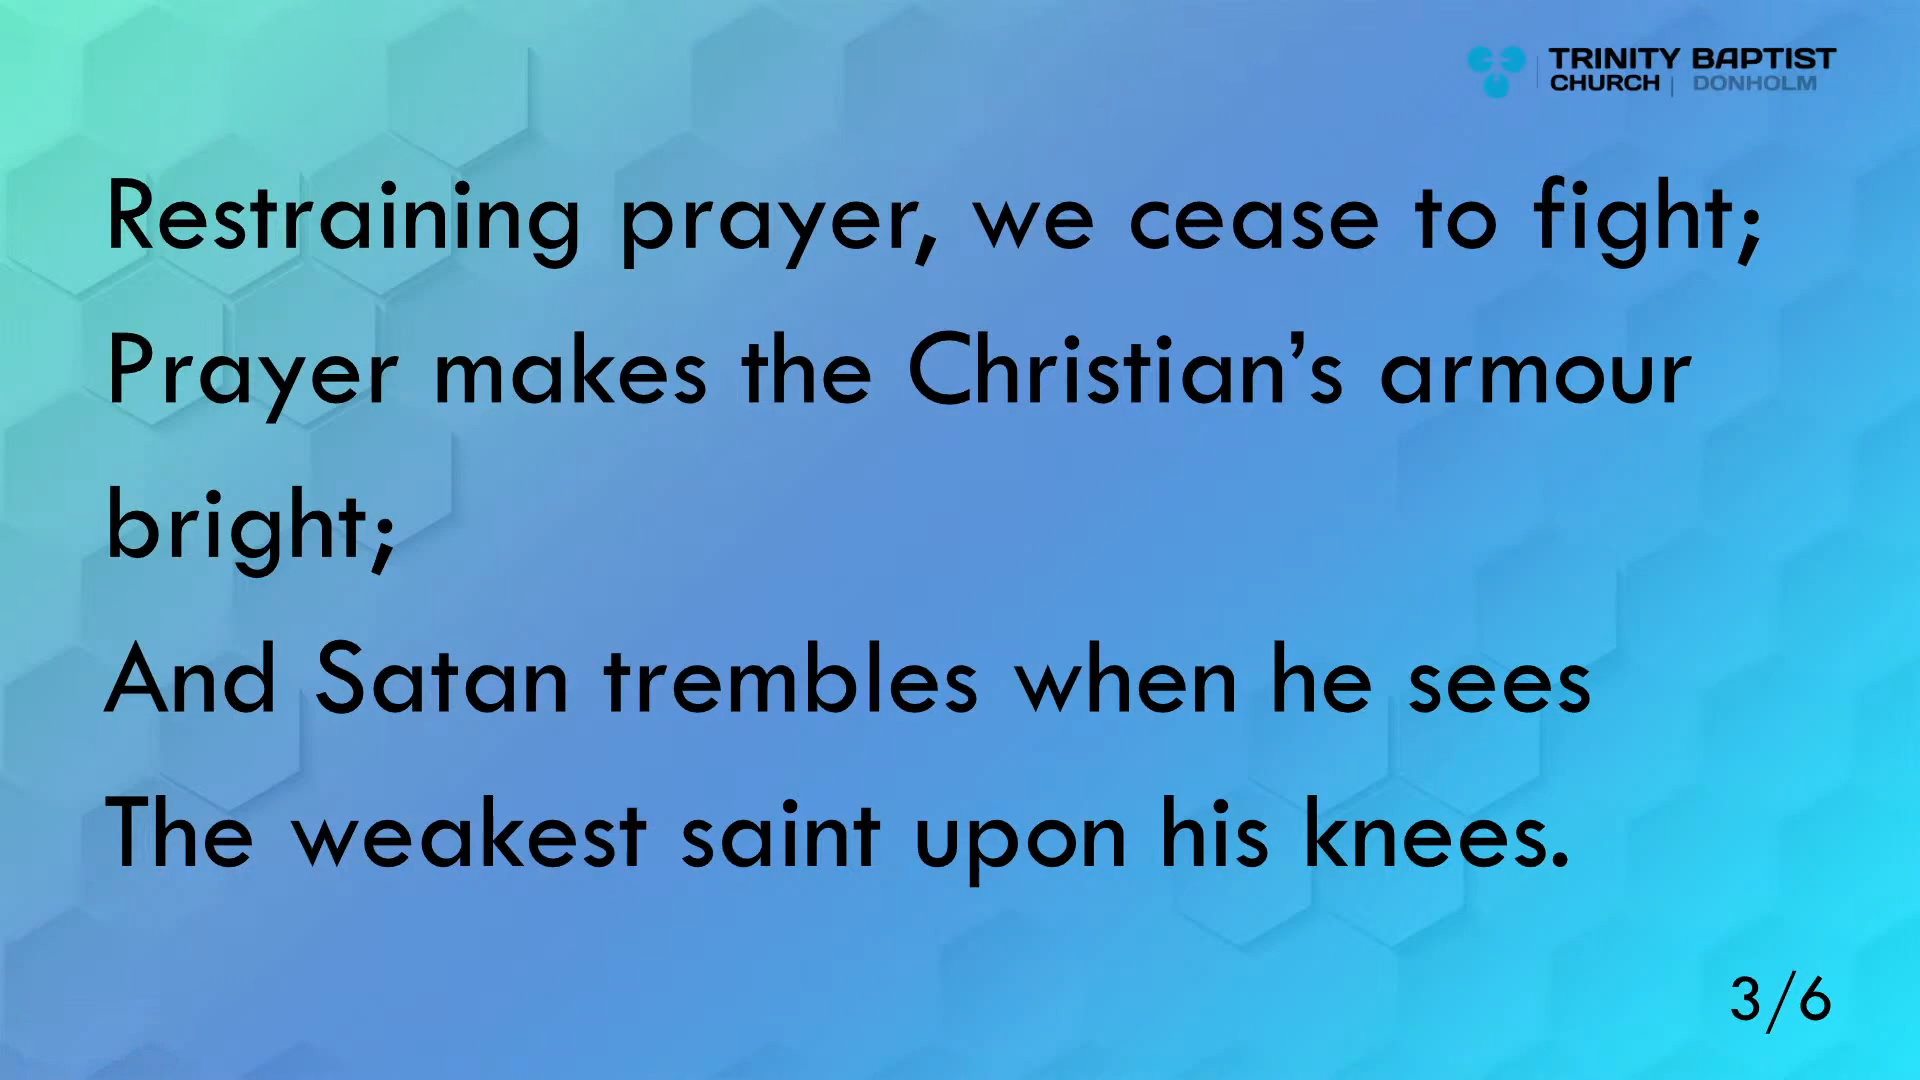 TRINITY BAPTIST
CHURCH | DONHOLM
Restraining prayer, we cease to fight;
Prayer makes the Christian’s armour
bright;
And Satan trembles when he sees
The weakest saint upon his knees.
3/6